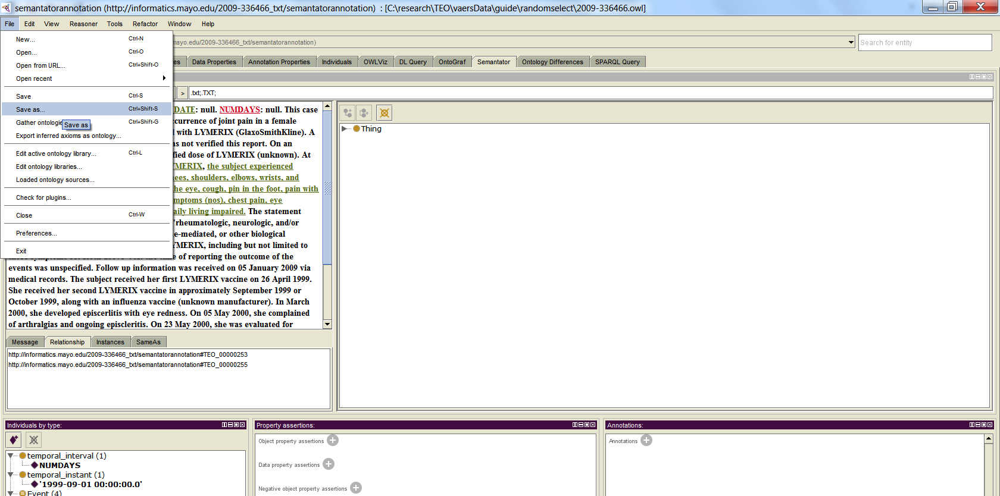 semantatorannotation (http://informatics.mayo.edu/2009-336466_txt/semantatorannotation) : [C:\research\TEO\vaersData\guide\randomselect\2009-336466.owl]
File Edit View Reasoner Tools Refactor Window Help
mayo.edu/2009-336466_txt/semantatorannotation)
Search for entity
New... Ctrl-N
Open... Ctrl-O
Open from URL... Ctrl+Shift-O
Open recent
Save Ctrl-S
Save as... Ctrl+Shift-S
Gather ontologie Ctrl+Shift-G
Save as
Export inferred axioms as ontology...
Edit active ontology library... Ctrl-L
Edit ontology libraries...
Loaded ontology sources...
Check for plugins...
Close Ctrl-W
Preferences...
Exit
es Data Properties Annotation Properties Individuals OWLViz DL Query OntoGraf Semantator Ontology Differences SPARQL Query
> .txt;.TXT;
DATE: null. NUMDAYS: null. This case
currence of joint pain in a female
d with LYMERIX (GlaxoSmithKline). A
as not verified this report. On an
fied dose of LYMERIX (unknown). At
YMERIX, the subject experienced
nees, shoulders, elbows, wrists, and
he eye, cough, pin in the foot, pain with
mptoms (nos), chest pain, eye
aily living impaired. The statement
'rheumatologic, neurologic, and/or
e-mediated, or other biological
YMERIX, including but not limited to
e of reporting the outcome of the
events was unspecified. Follow up information was received on 05 January 2009 via
medical records. The subject received her first LYMERIX vaccine on 26 April 1999.
She received her second LYMERIX vaccine in approximately September 1999 or
October 1999, along with an influenza vaccine (unknown manufacturer). In March
2000, she developed episcerlitis with eye redness. On 05 May 2000, she complained
of arthralgias and ongoing episcleritis. On 23 May 2000, she was evaluated for
Thing
Message Relationship Instances SameAs
http://informatics.mayo.edu/2009-336466_txt/semantatorannotation#TEO_00000253
http://informatics.mayo.edu/2009-336466_txt/semantatorannotation#TEO_00000255
Individuals by type:
temporal_interval (1)
NUMDAYS
temporal_instant (1)
'1999-09-01 00:00:00.0'
Event (4)
Property assertions:
Object property assertions
Data property assertions
Negative object property assertions
Annotations:
Annotations